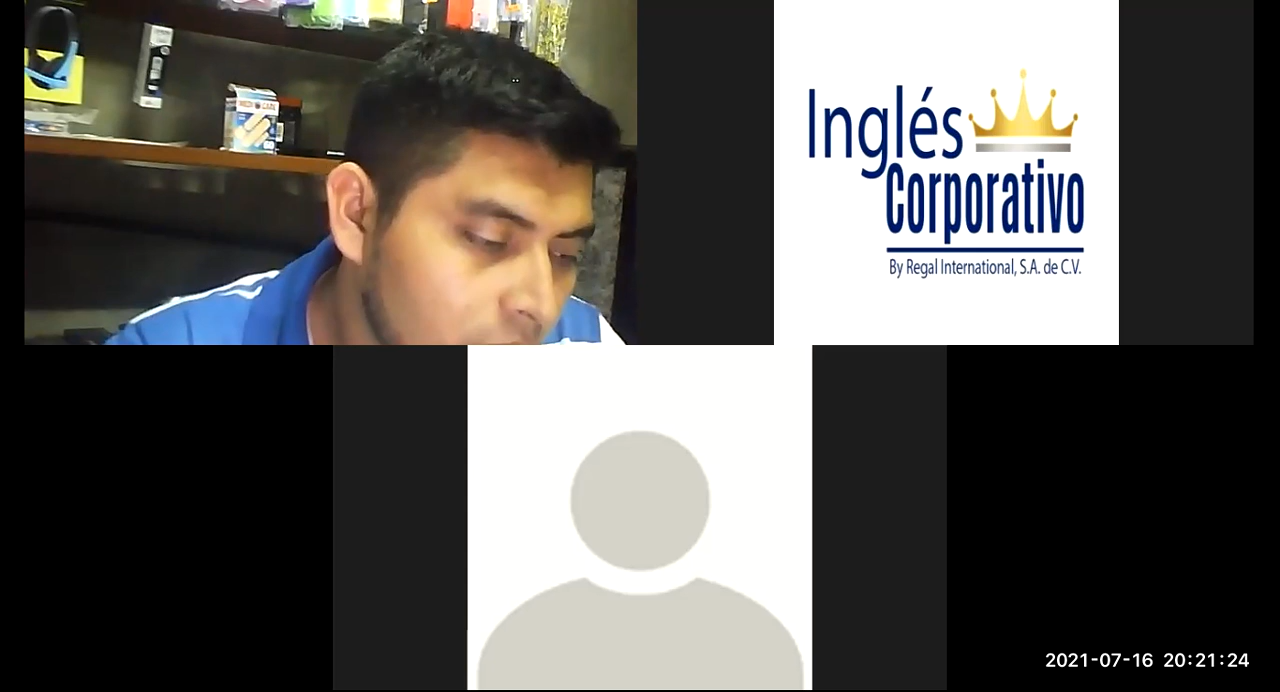 Inglés
Corporativo
By Regal International, S.A. de C.V.
2021-07-16 20:21:24